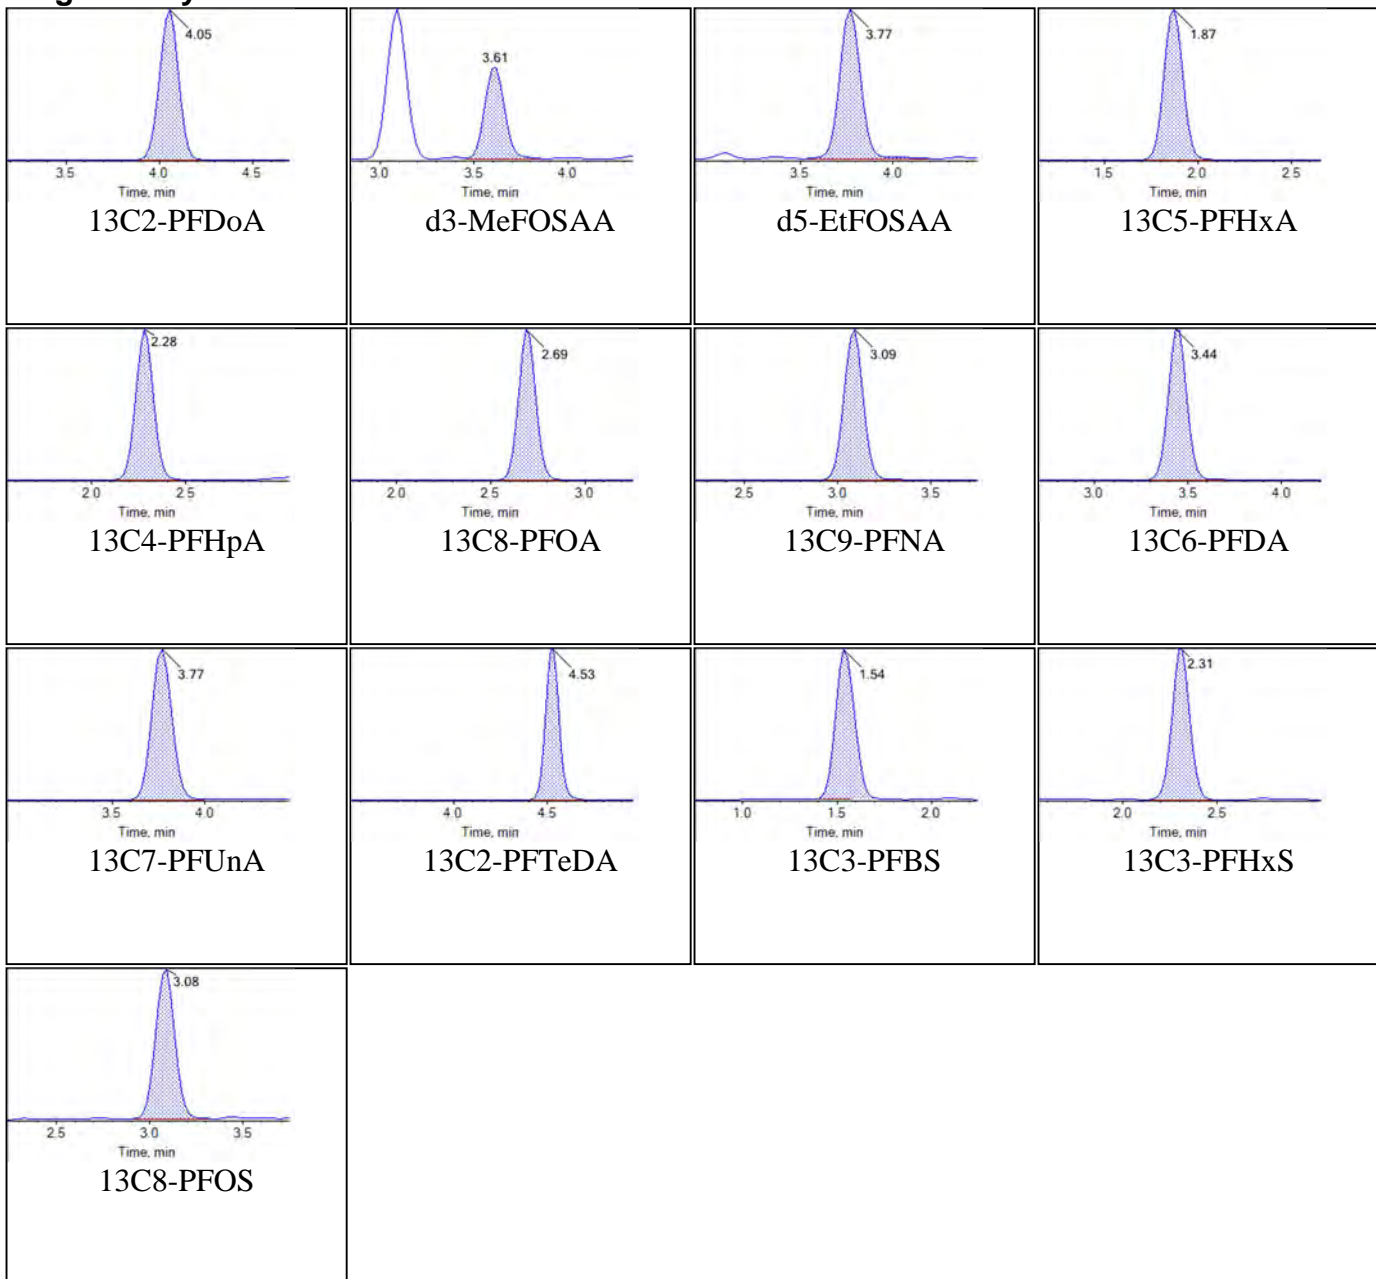 4.05
3.5 4.0 4.5
Time, min
13C2-PFDoA
3.61
3.0 3.5 4.0
Time, min
d3-MeFOSAA
3.77
3.5 4.0
Time, min
d5-EtFOSAA
1.87
1.5 2.0 2.5
Time, min
13C5-PFHxA
2.28
2.0 2.5
Time, min
13C4-PFHpA
2.69
2.0 2.5 3.0
Time, min
13C8-PFOA
3.09
2.5 3.0 3.5
Time, min
13C9-PFNA
3.44
3.0 3.5 4.0
Time, min
13C6-PFDA
3.77
3.5 4.0
Time, min
13C7-PFUnA
4.53
4.0 4.5
Time, min
13C2-PFTeDA
1.54
1.0 1.5 2.0
Time, min
13C3-PFBS
2.31
2.0 2.5
Time, min
13C3-PFHxS
3.08
2.5 3.0 3.5
Time, min
13C8-PFOS